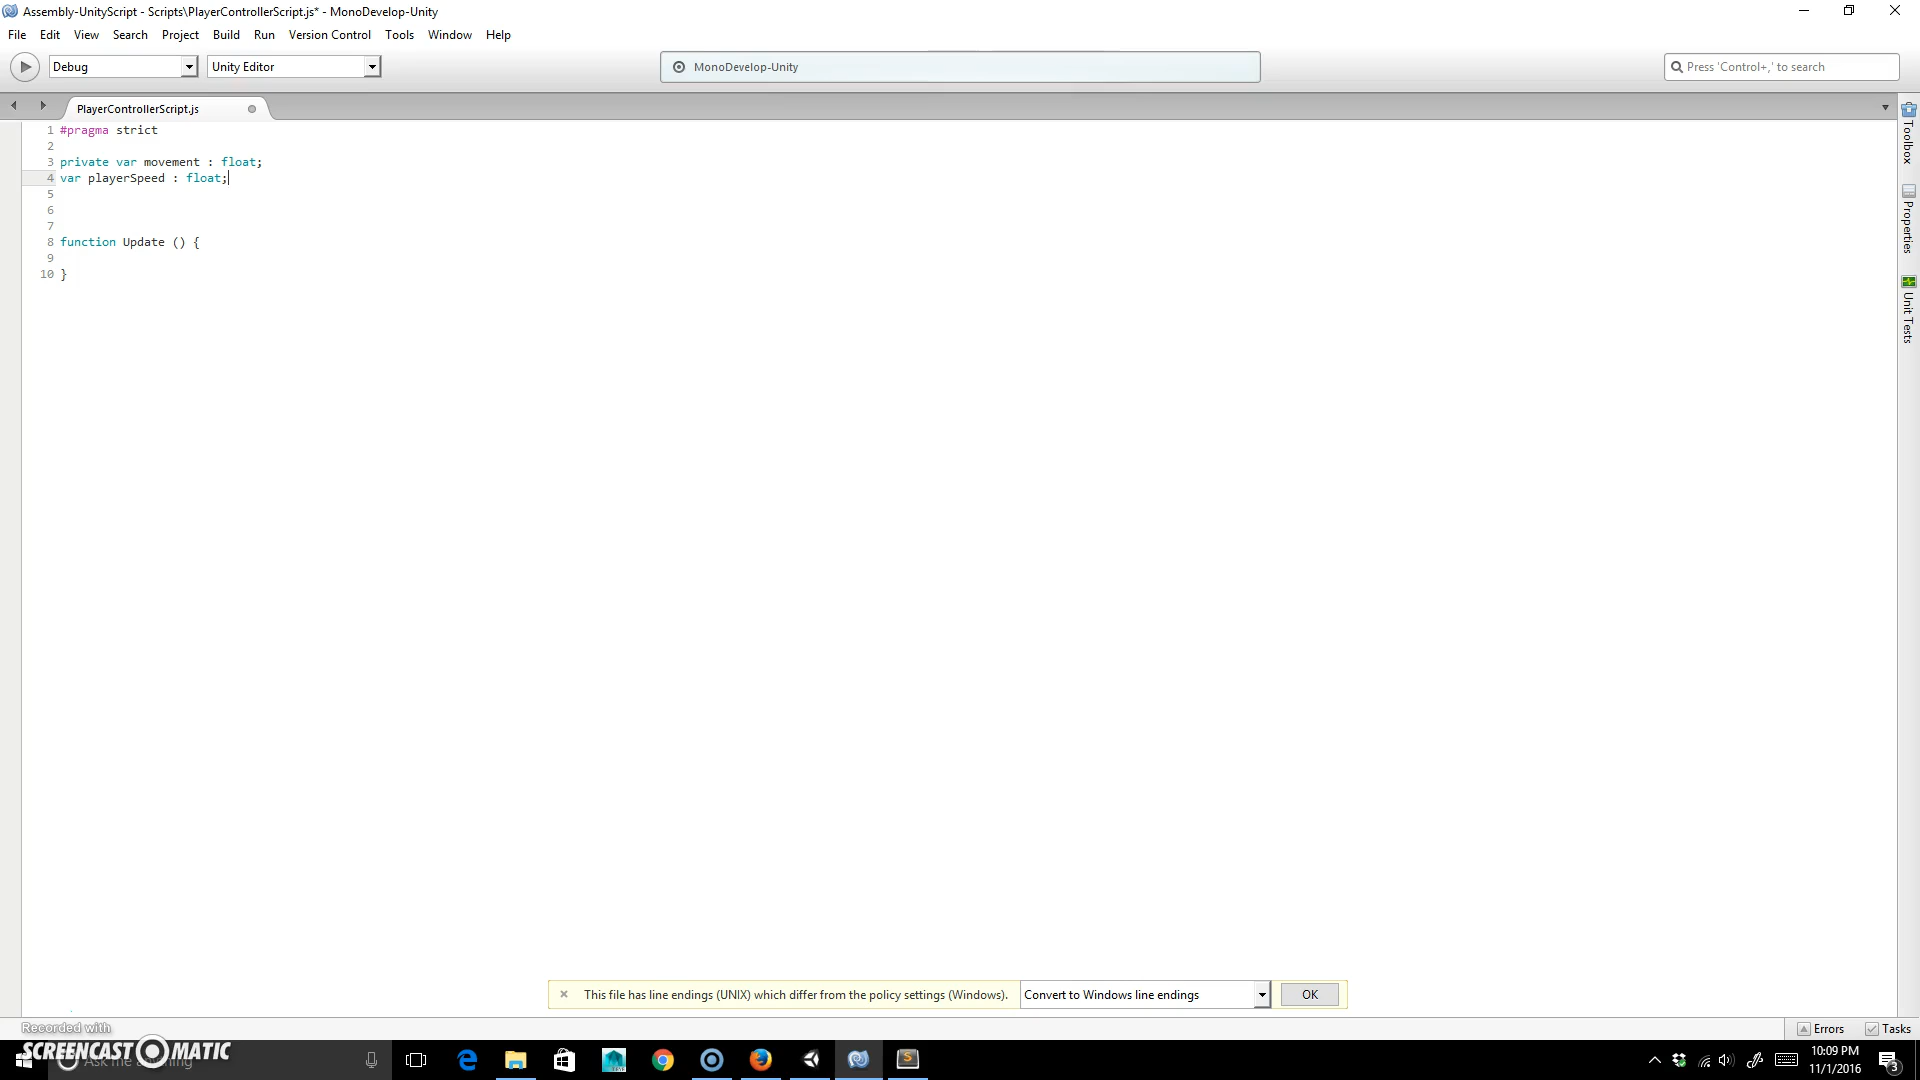 Assembly-UnityScript - Scripts\PlayerControllerScript.js* - MonoDevelop-Unity
File Edit View Search Project Build Run Version Control Tools Window Help
Debug Unity Editor MonoDevelop-Unity Press 'Control+,' to search
PlayerControllerScript.js
1 #pragma strict
2
3 private var movement : float;
4 var playerSpeed : float;
5
6
7
8 function Update () {
9
10 }
Toolbox
Properties
Unit Tests
This file has line endings (UNIX) which differ from the policy settings (Windows). Convert to Windows line endings OK
Errors Tasks
Recorded with
SCREENCAST MATIC
Ask me anything
10:09 PM
11/1/2016
3